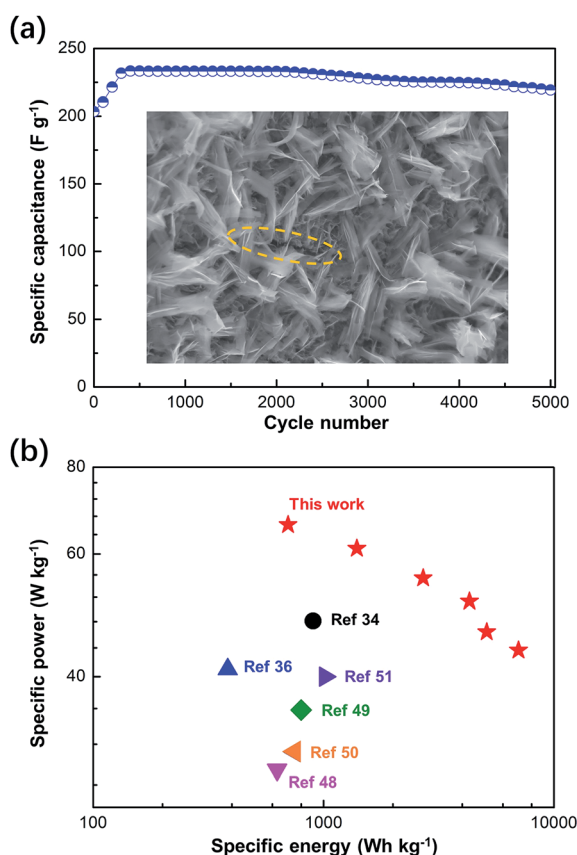 (a)
250
200
150
100
50
0
Specific capacitance (F g⁻¹)
0 1000 2000 3000 4000 5000
Cycle number
(b)
80
60
40
Specific power (W kg⁻¹)
This work
Ref 34
Ref 36
Ref 51
Ref 49
Ref 50
Ref 48
100 1000 10000
Specific energy (Wh kg⁻¹)